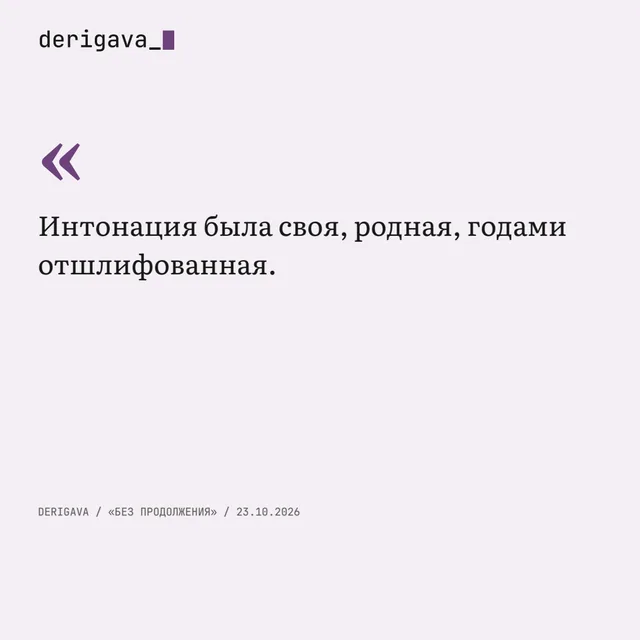 derigava_
«
Интонация была своя, родная, годами
отшлифованная.
DERIGAVA / «БЕЗ ПРОДОЛЖЕНИЯ» / 23.10.2026